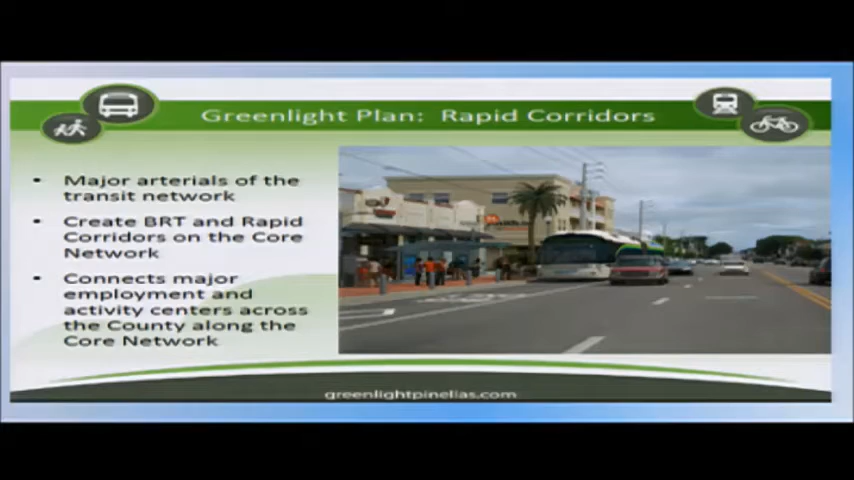 Greenlight Plan: Rapid Corridors
• Major arterials of the
transit network
• Create BRT and Rapid
Corridors on the Core
Network
• Connects major
employment and
activity centers across
the County along the
Core Network
greenlightpinellas.com